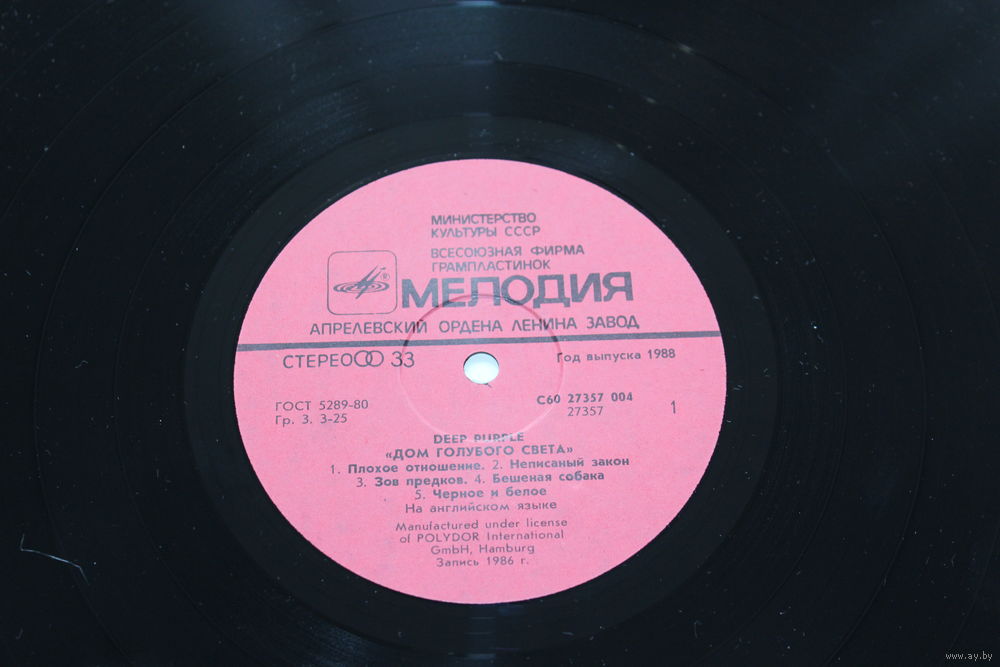 МИНИСТЕРСТВО
КУЛЬТУРЫ СССР
ВСЕСОЮЗНАЯ ФИРМА
ГРАМПЛАСТИНОК
®
МЕЛОДИЯ
АПРЕЛЕВСКИЙ ОРДЕНА ЛЕНИНА ЗАВОД
СТЕРЕО 33
Год выпуска 1988
ГОСТ 5289-80
Гр. 3. 3-25
С60 27357 004
27357
1
DEEP PURPLE
«ДОМ ГОЛУБОГО СВЕТА»
1. Плохое отношение. 2. Неписаный закон
3. Зов предков. 4. Бешеная собака
5. Черное и белое
На английском языке
Manufactured under license
of POLYDOR International
GmbH, Hamburg
Запись 1986 г.
www.ay.by